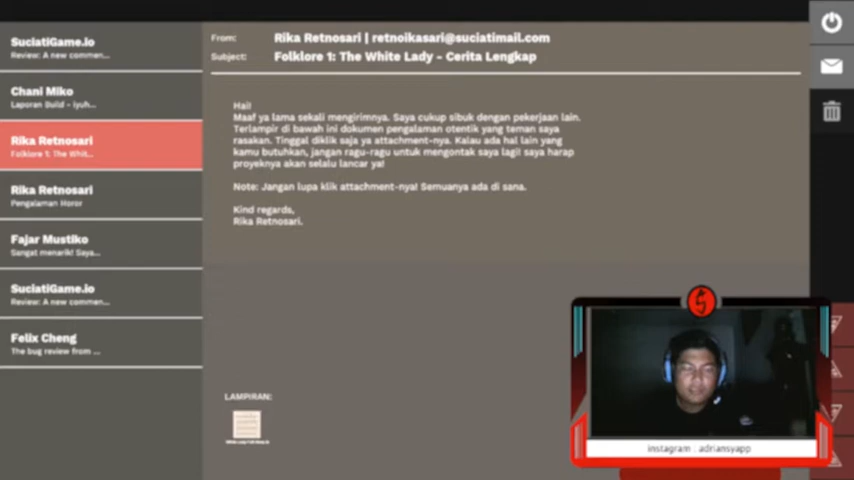 SuciatiGame.io
Review: A new commen...
Chani Miko
Laporan Build - iyuh...
Rika Retnosari
Folklore 1: The Whit...
Rika Retnosari
Pengalaman Horor
Fajar Mustiko
Sangat menarik! Saya...
SuciatiGame.io
Review: A new commen...
Felix Cheng
The bug review from ...
From: Rika Retnosari | retnoikasari@suciatimail.com
Subject: Folklore 1: The White Lady - Cerita Lengkap
Hai!
Maaf ya lama sekali mengirimnya. Saya cukup sibuk dengan pekerjaan lain.
Terlampir di bawah ini dokumen pengalaman otentik yang teman saya
rasakan. Tinggal diklik saja ya attachment-nya. Kalau ada hal lain yang
kamu butuhkan, jangan ragu-ragu untuk mengontak saya lagi! saya harap
proyeknya akan selalu lancar ya!
Note: Jangan lupa klik attachment-nya! Semuanya ada di sana.
Kind regards,
Rika Retnosari.
LAMPIRAN:
instagram . adriansyapp